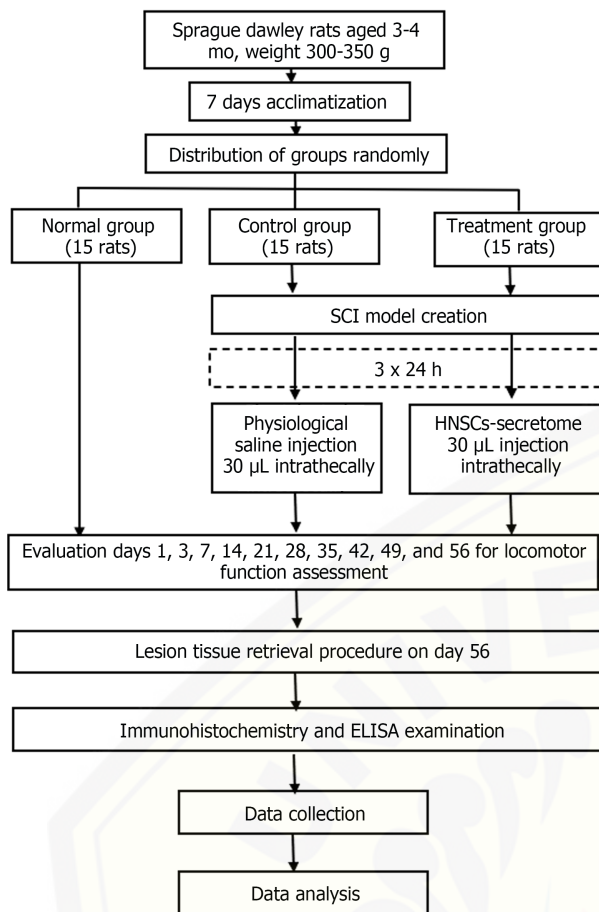 Sprague dawley rats aged 3-4
mo, weight 300-350 g
7 days acclimatization
Distribution of groups randomly
Normal group
(15 rats)
Control group
(15 rats)
Treatment group
(15 rats)
SCI model creation
3 x 24 h
Physiological
saline injection
30 µL intrathecally
HNSCs-secretome
30 µL injection
intrathecally
Evaluation days 1, 3, 7, 14, 21, 28, 35, 42, 49, and 56 for locomotor
function assessment
Lesion tissue retrieval procedure on day 56
Immunohistochemistry and ELISA examination
Data collection
Data analysis
UNIVE